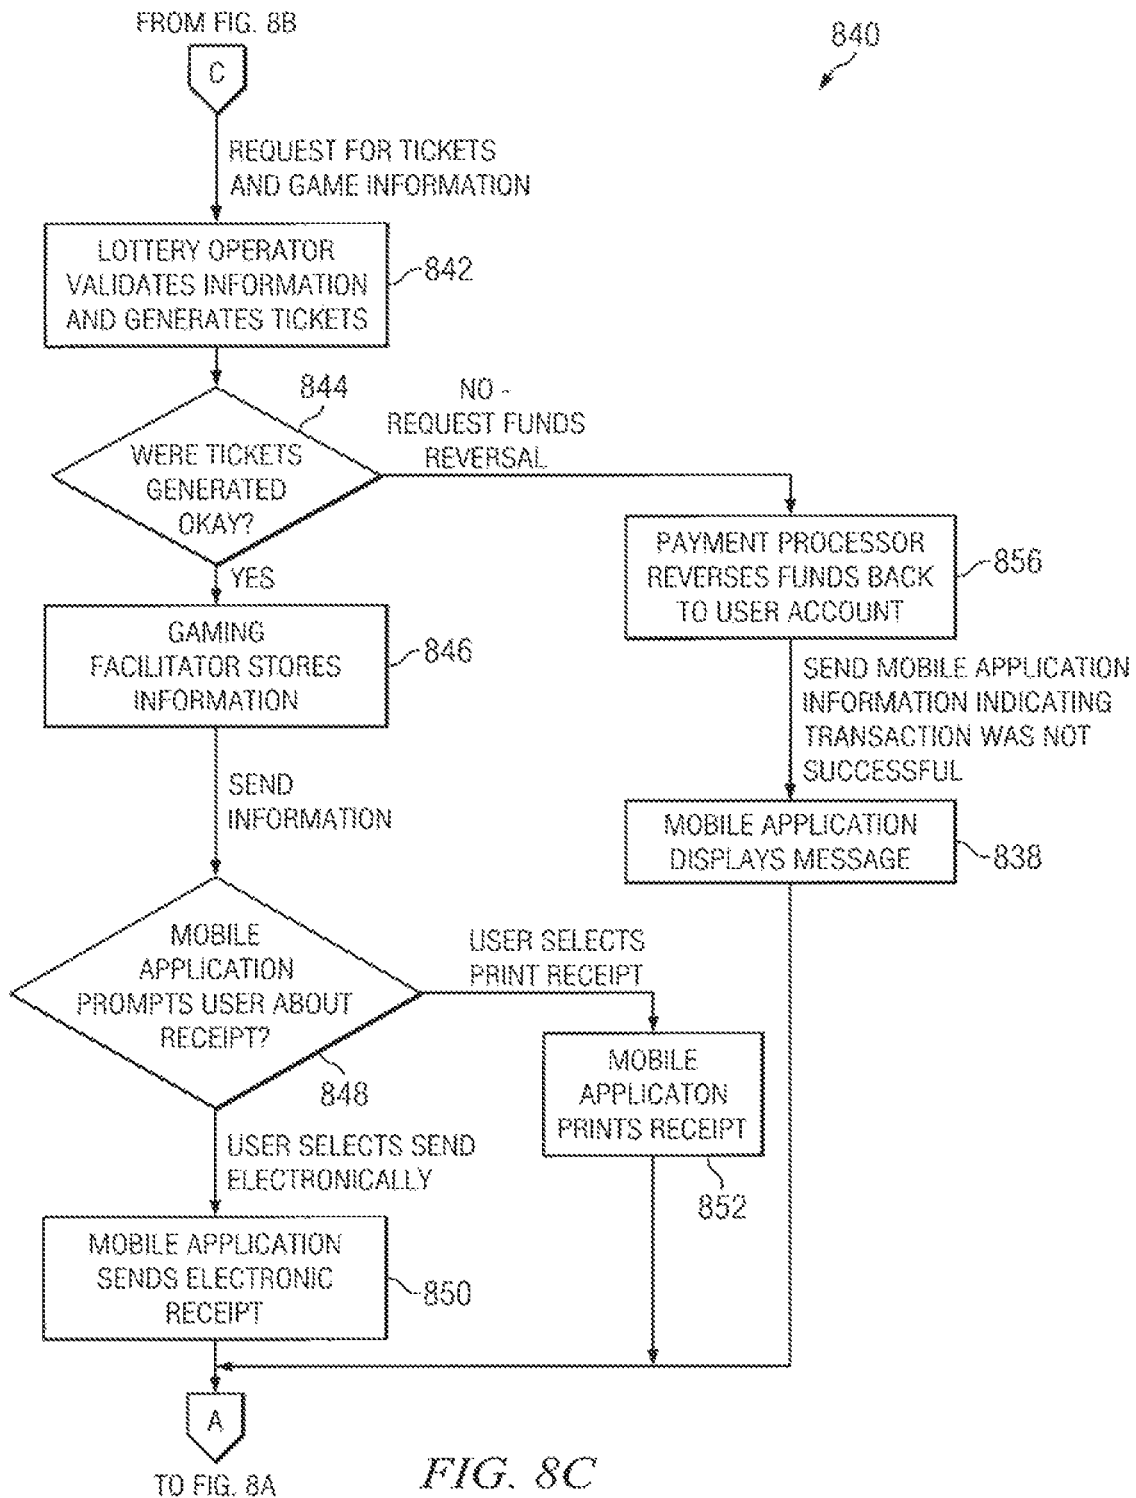 FROM FIG. 8B
C
840
REQUEST FOR TICKETS
AND GAME INFORMATION
LOTTERY OPERATOR
VALIDATES INFORMATION
AND GENERATES TICKETS
842
844
WERE TICKETS
GENERATED
OKAY?
NO -
REQUEST FUNDS
REVERSAL
YES
PAYMENT PROCESSOR
REVERSES FUNDS BACK
TO USER ACCOUNT
856
GAMING
FACILITATOR STORES
INFORMATION
846
SEND MOBILE APPLICATION
INFORMATION INDICATING
TRANSACTION WAS NOT
SUCCESSFUL
SEND
INFORMATION
MOBILE APPLICATION
DISPLAYS MESSAGE
838
MOBILE
APPLICATION
PROMPTS USER ABOUT
RECEIPT?
848
USER SELECTS
PRINT RECEIPT
MOBILE
APPLICATON
PRINTS RECEIPT
852
USER SELECTS SEND
ELECTRONICALLY
MOBILE APPLICATION
SENDS ELECTRONIC
RECEIPT
850
A
TO FIG. 8A
FIG. 8C